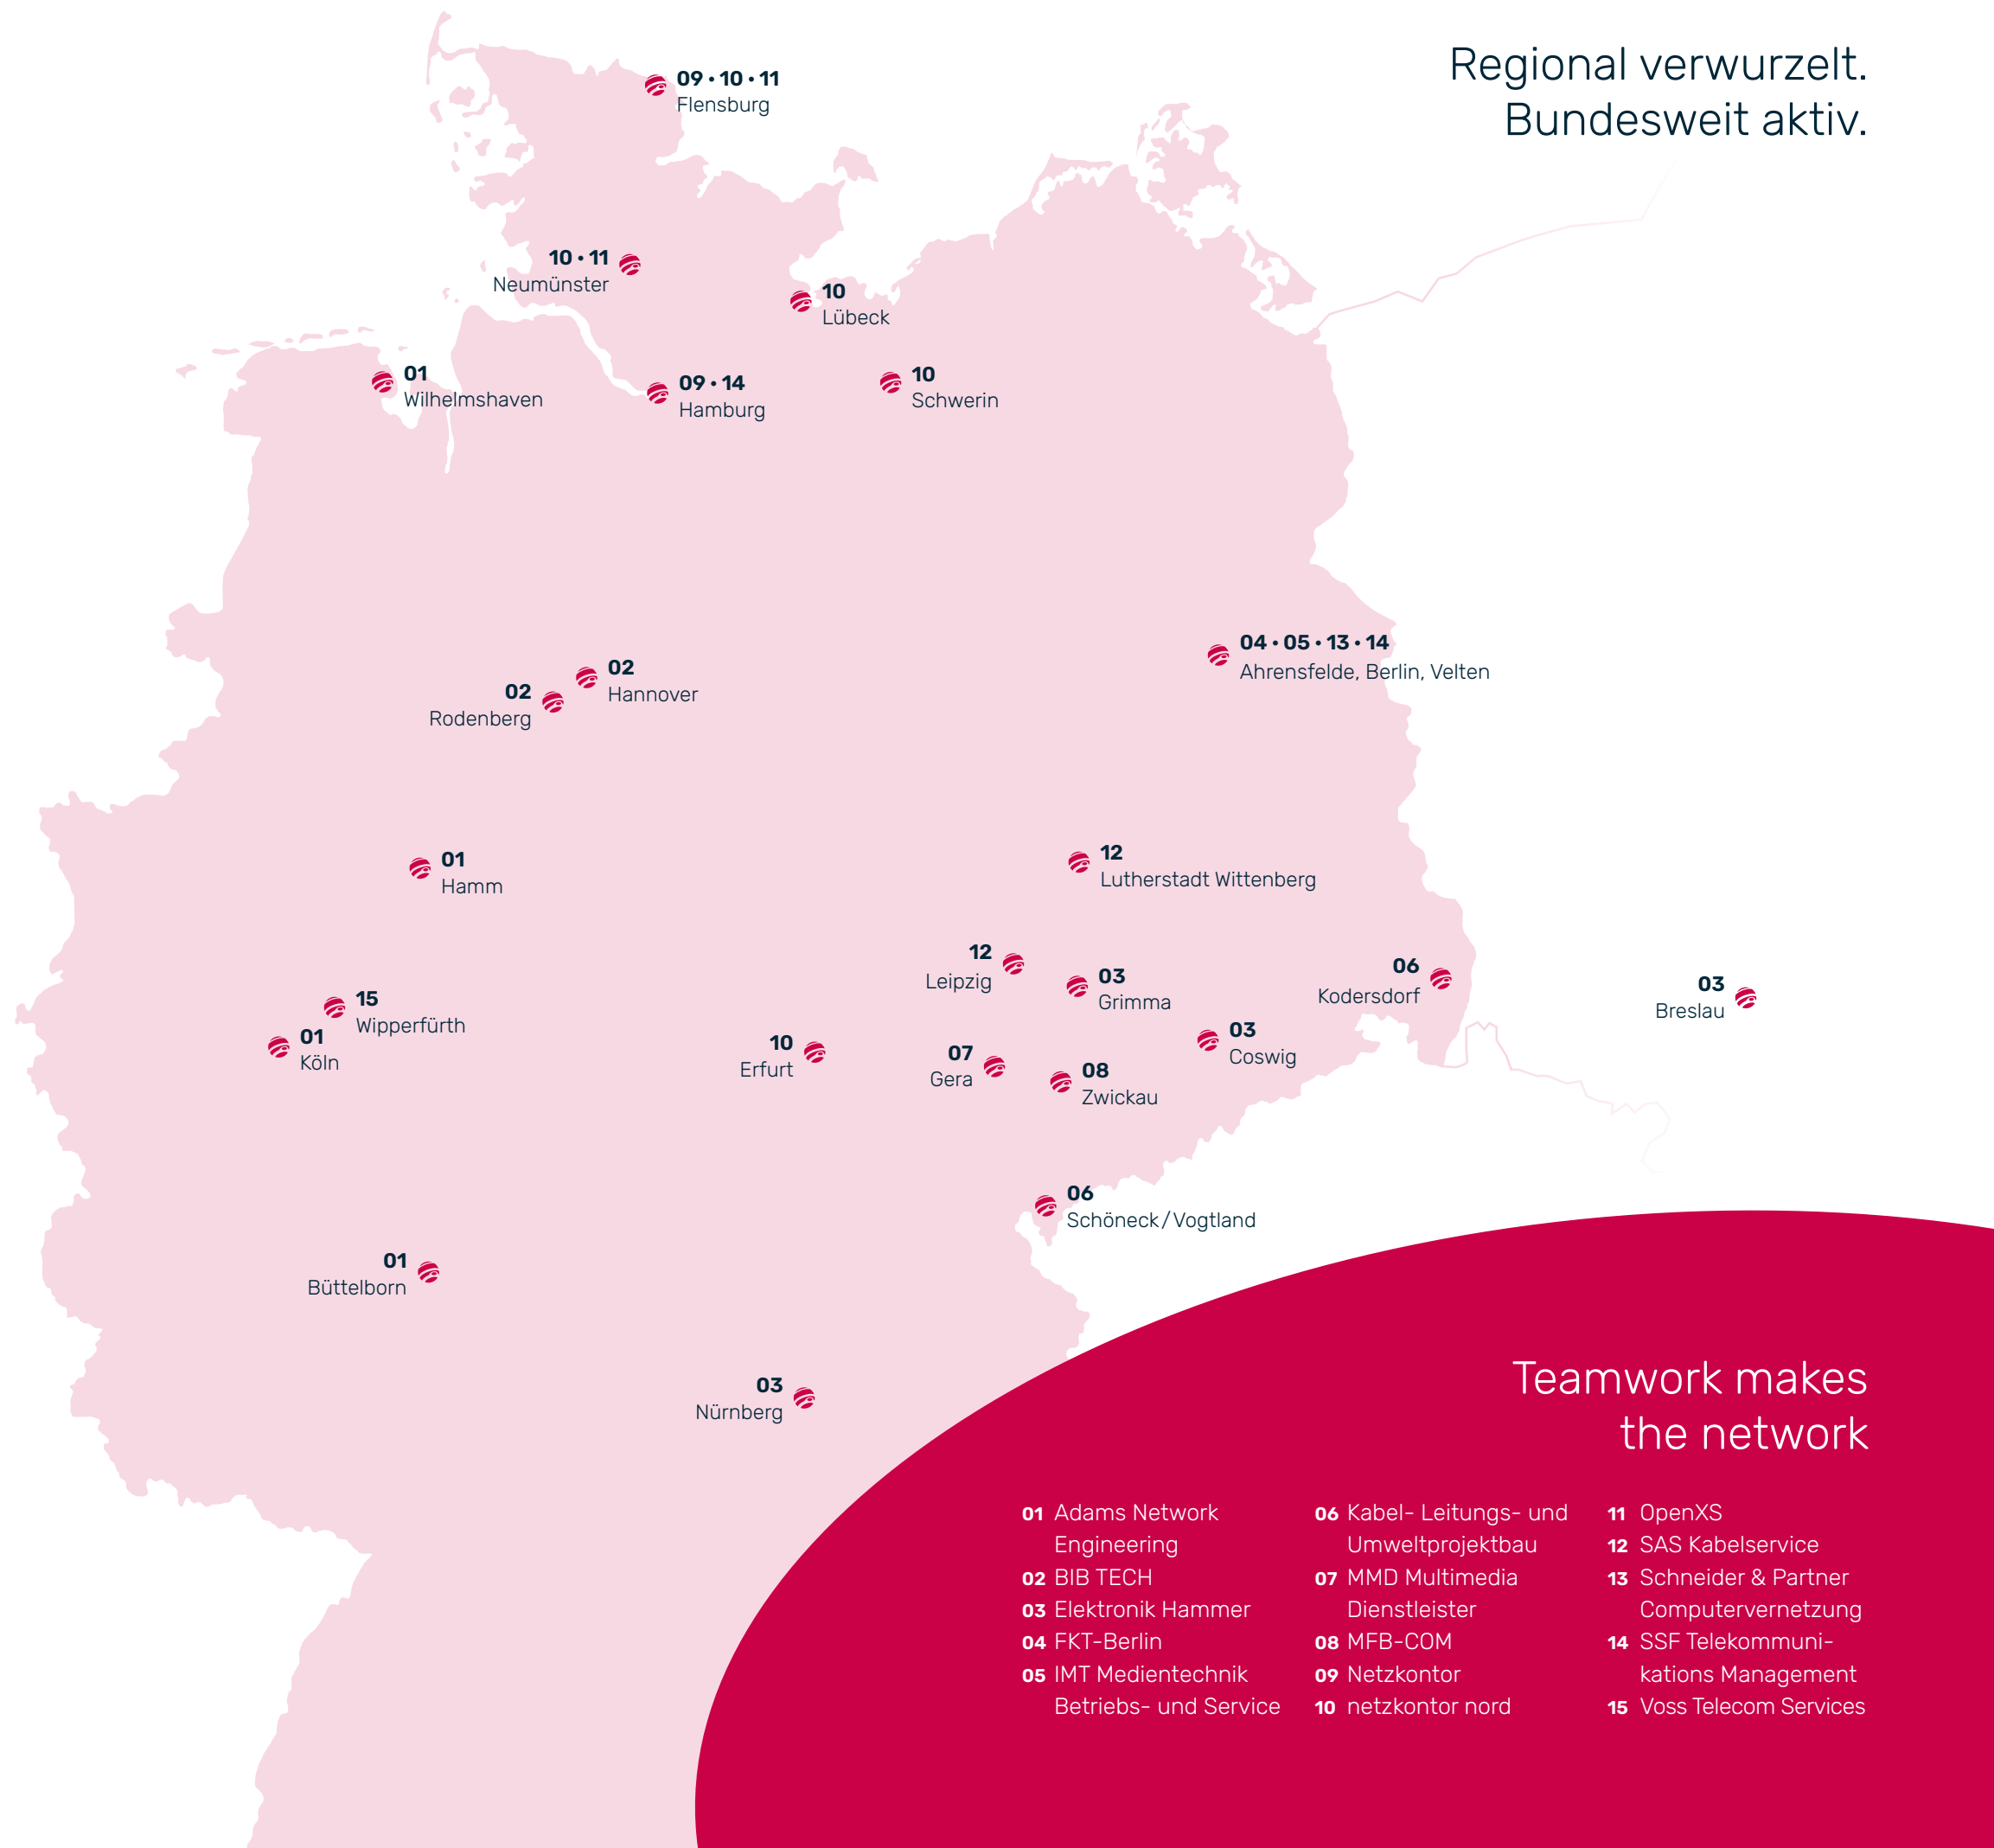 Regional verwurzelt.
Bundesweit aktiv.
09 • 10 • 11
Flensburg
10 • 11
Neumünster
10
Lübeck
01
Wilhelmshaven
09 • 14
Hamburg
10
Schwerin
04 • 05 • 13 • 14
Ahrensfelde, Berlin, Velten
02
Hannover
02
Rodenberg
01
Hamm
12
Lutherstadt Wittenberg
12
Leipzig
03
Grimma
06
Kodersdorf
03
Breslau
15
Wipperfürth
01
Köln
10
Erfurt
07
Gera
08
Zwickau
03
Coswig
06
Schöneck/Vogtland
01
Büttelborn
03
Nürnberg
Teamwork makes
the network
01 Adams Network
Engineering
02 BIB TECH
03 Elektronik Hammer
04 FKT-Berlin
05 IMT Medientechnik
Betriebs- und Service
06 Kabel- Leitungs- und
Umweltprojektbau
07 MMD Multimedia
Dienstleister
08 MFB-COM
09 Netzkontor
10 netzkontor nord
11 OpenXS
12 SAS Kabelservice
13 Schneider & Partner
Computervernetzung
14 SSF Telekommuni-
kations Management
15 Voss Telecom Services